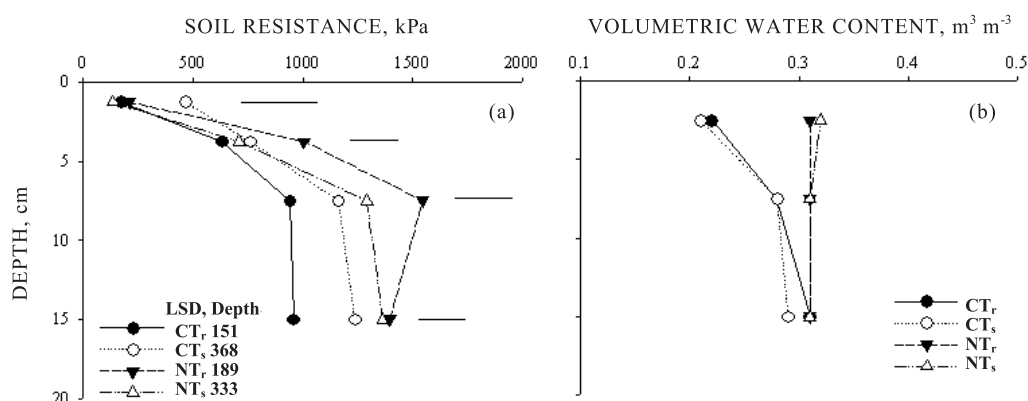 SOIL RESISTANCE, kPa
0 500 1000 1500 2000
DEPTH, cm
0
5
10
15
20
(a)
LSD, Depth
CTr 151
CTs 368
NTr 189
NTs 333
VOLUMETRIC WATER CONTENT, m³ m⁻³
0.1 0.2 0.3 0.4 0.5
(b)
CTr
CTs
NTr
NTs